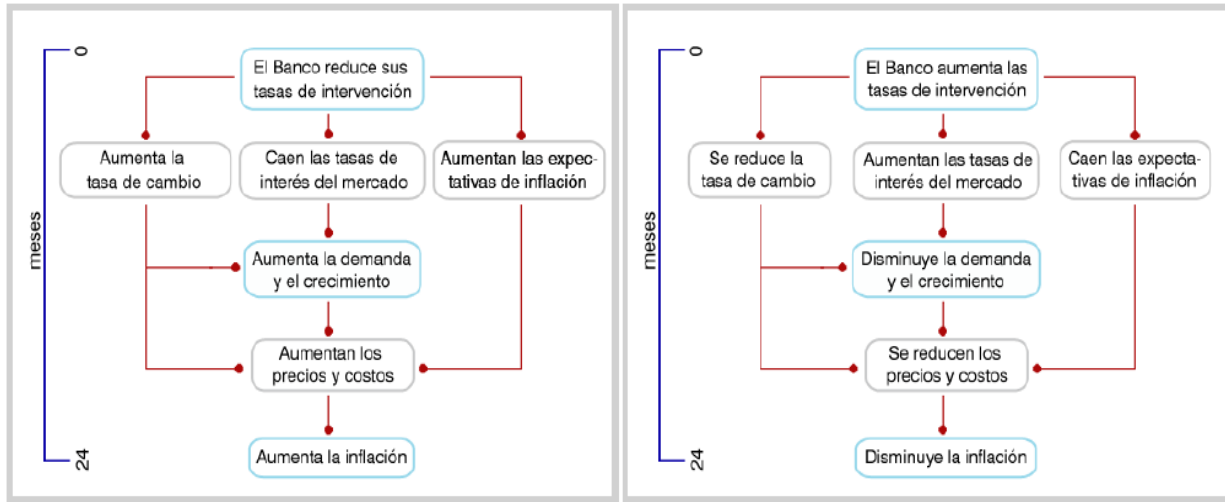 0
El Banco reduce sus
tasas de intervención
Aumenta la
tasa de cambio
Caen las tasas de
interés del mercado
Aumentan las expec-
tativas de inflación
meses
Aumenta la demanda
y el crecimiento
Aumentan los
precios y costos
24
Aumenta la inflación
0
El Banco aumenta las
tasas de intervención
Se reduce la
tasa de cambio
Aumentan las tasas de
interés del mercado
Caen las expecta-
tivas de inflación
meses
Disminuye la demanda
y el crecimiento
Se reducen los
precios y costos
24
Disminuye la inflación